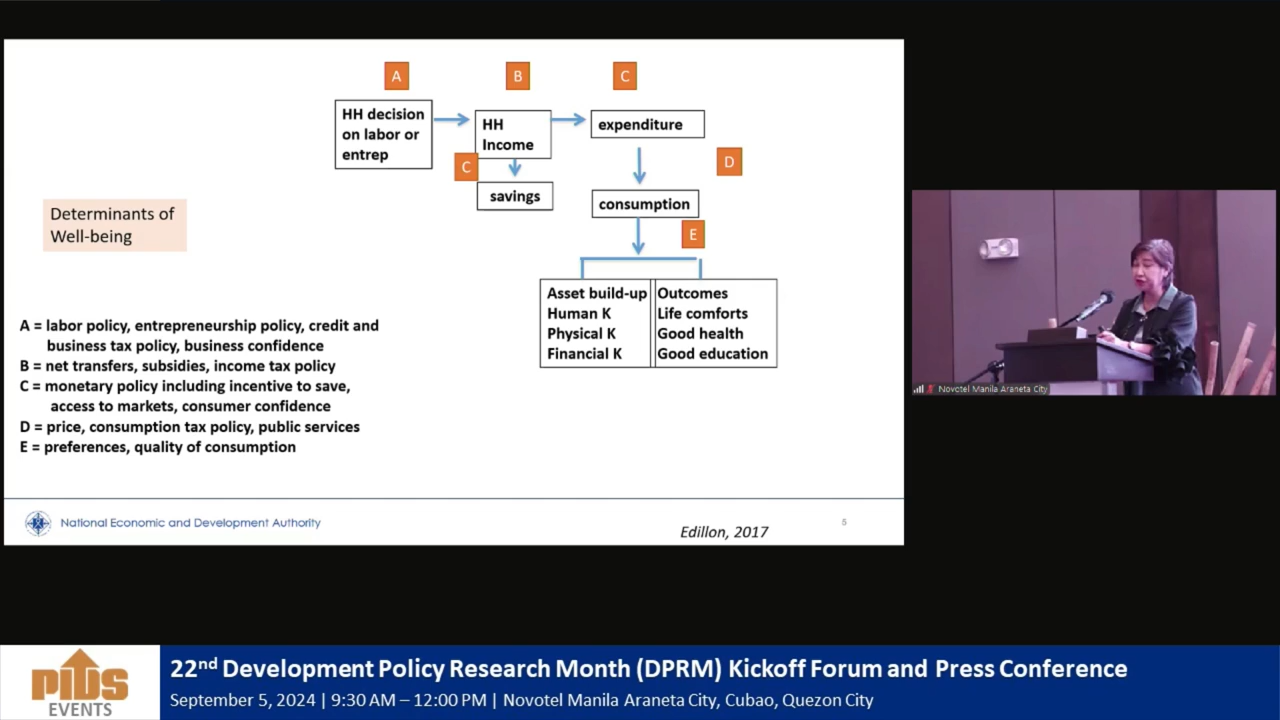 A
B
C
HH decision
on labor or
entrep
HH
Income
expenditure
C
D
savings
consumption
E
Determinants of
Well-being
Asset build-up
Human K
Physical K
Financial K
Outcomes
Life comforts
Good health
Good education
A = labor policy, entrepreneurship policy, credit and
business tax policy, business confidence
B = net transfers, subsidies, income tax policy
C = monetary policy including incentive to save,
access to markets, consumer confidence
D = price, consumption tax policy, public services
E = preferences, quality of consumption
National Economic and Development Authority
Edillon, 2017
5
Novotel Manila Araneta City
PIDS
EVENTS
22nd Development Policy Research Month (DPRM) Kickoff Forum and Press Conference
September 5, 2024 | 9:30 AM – 12:00 PM | Novotel Manila Araneta City, Cubao, Quezon City